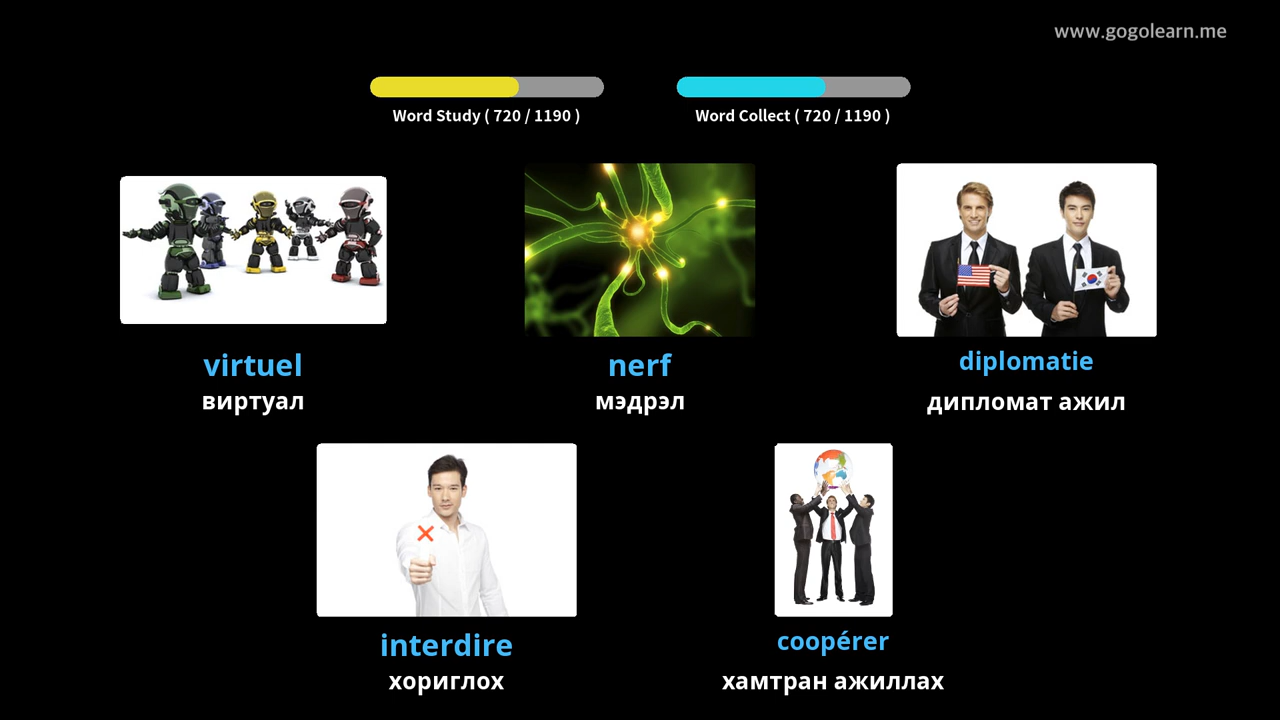 www.gogolearn.me
Word Study ( 720 / 1190 )
Word Collect ( 720 / 1190 )
virtuel
виртуал
nerf
мэдрэл
diplomatie
дипломат ажил
interdire
хориглох
coopérer
хамтран ажиллах